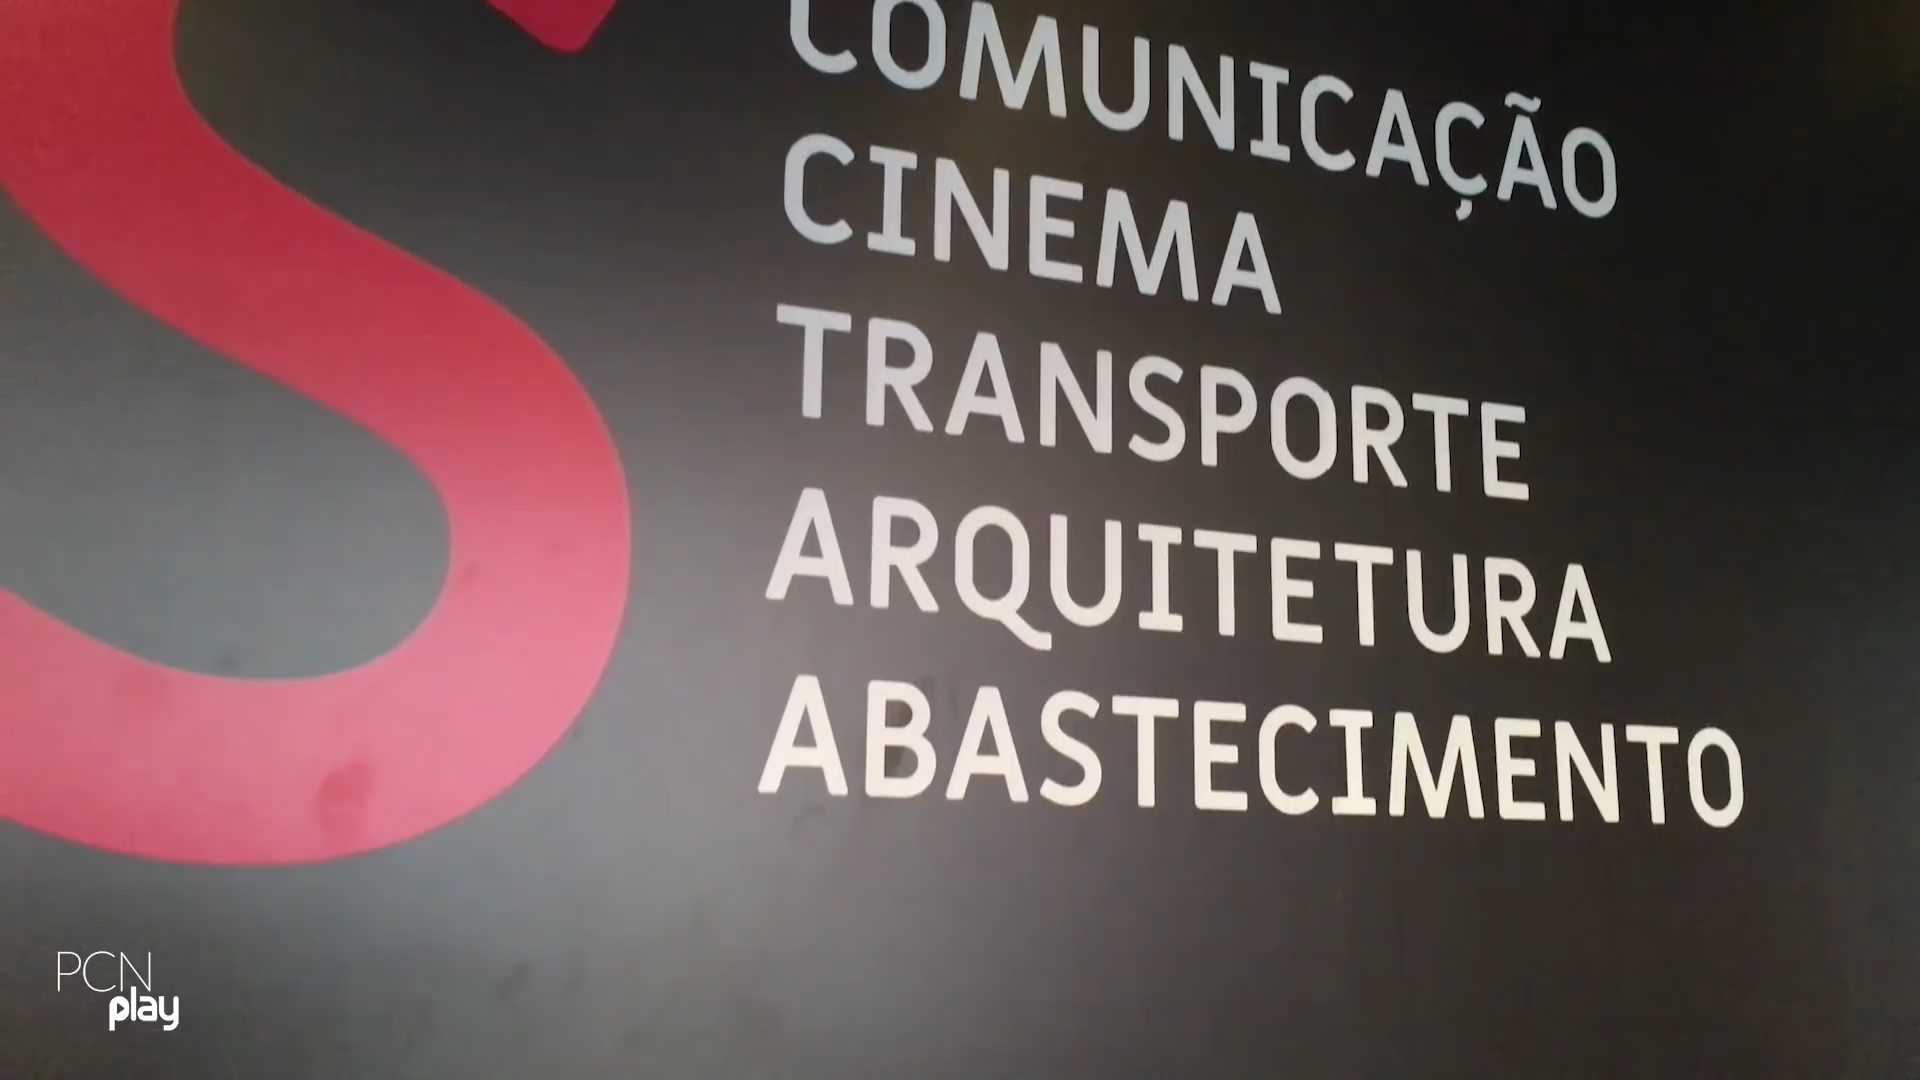 S
COMUNICAÇÃO
CINEMA
TRANSPORTE
ARQUITETURA
ABASTECIMENTO
PCN
play